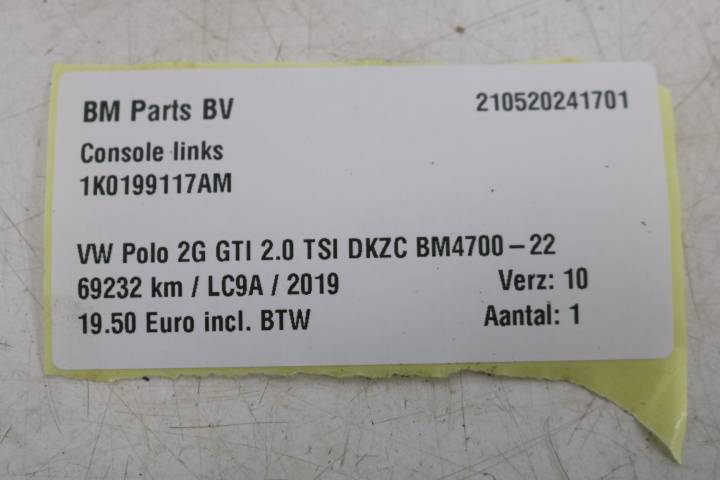 BM Parts BV 210520241701
Console links
1K0199117AM
VW Polo 2G GTI 2.0 TSI DKZC BM4700-22
69232 km / LC9A / 2019 Verz: 10
19.50 Euro incl. BTW Aantal: 1